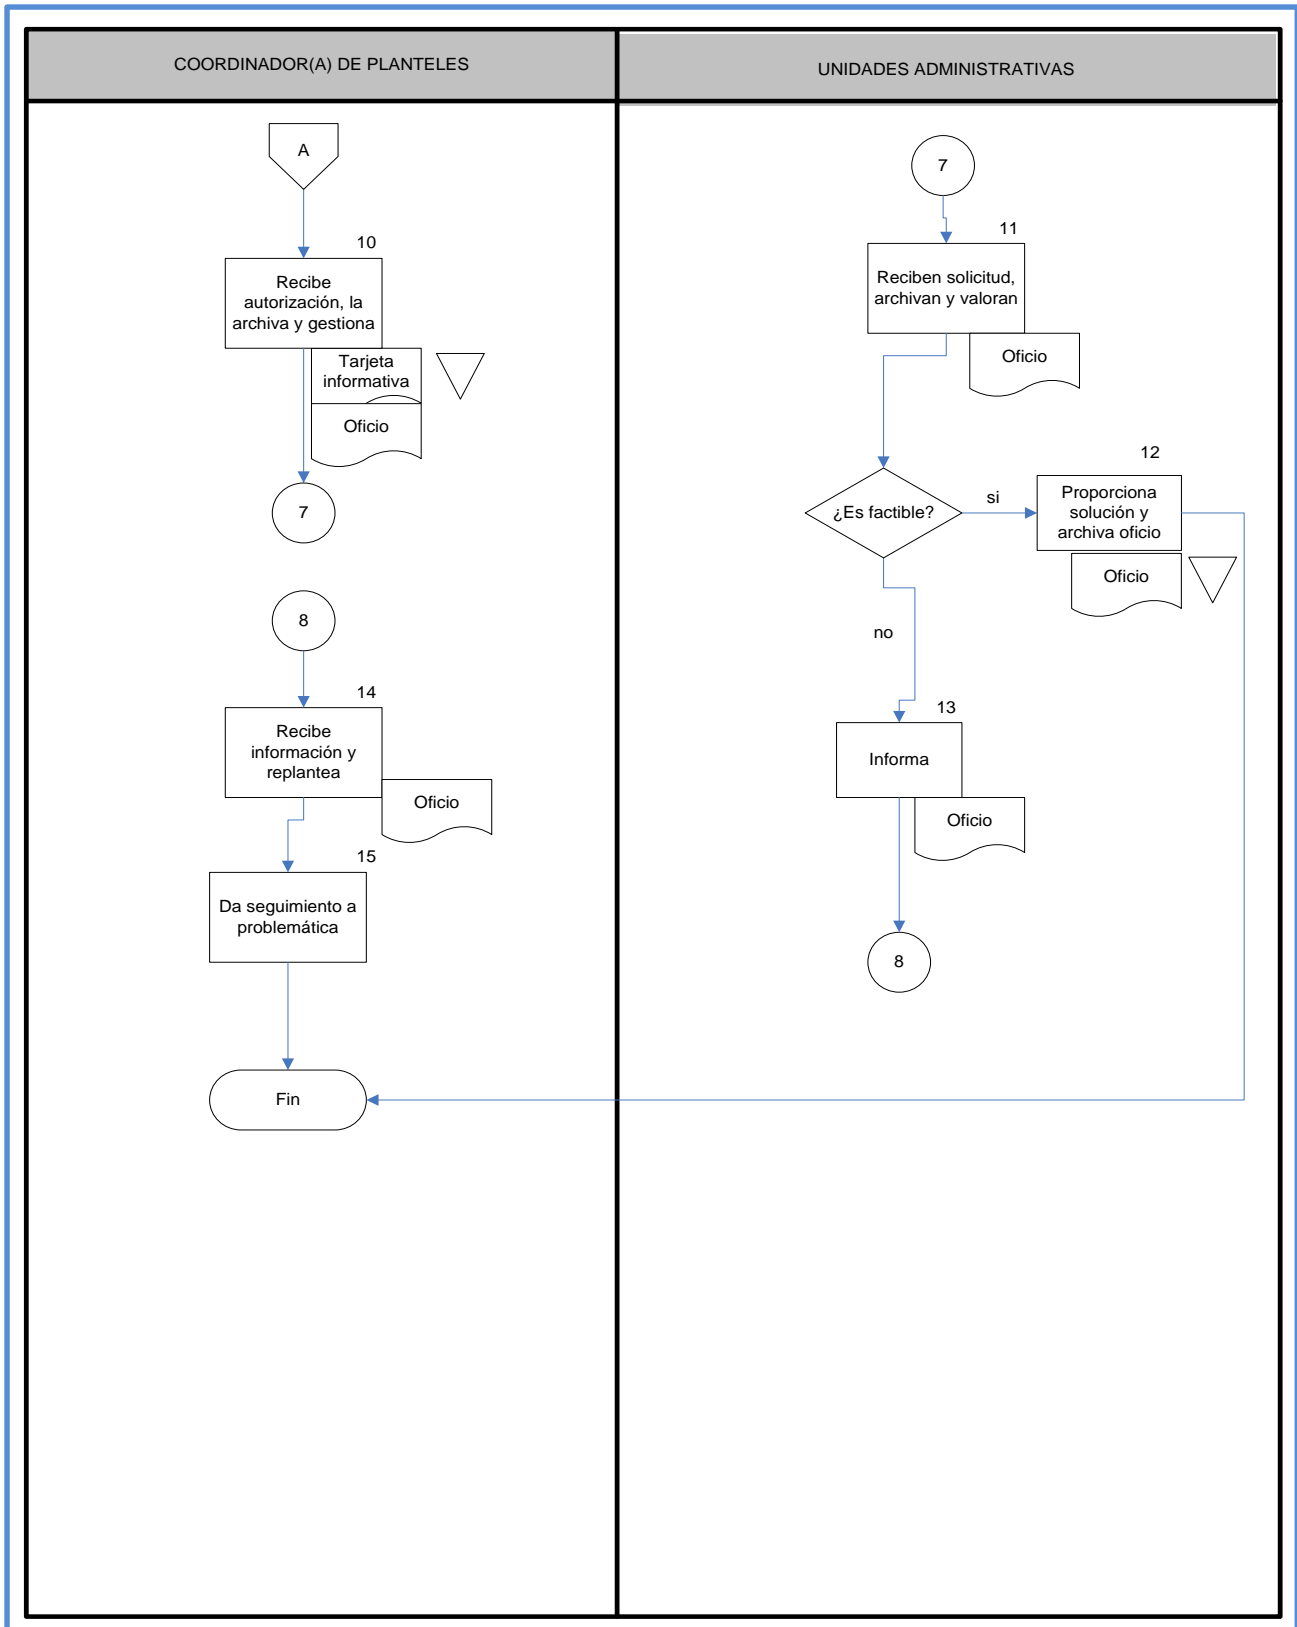 COORDINADOR(A) DE PLANTELES
UNIDADES ADMINISTRATIVAS
A
10
Recibe
autorización, la
archiva y gestiona
Tarjeta
informativa
Oficio
7
8
14
Recibe
información y
replantea
Oficio
15
Da seguimiento a
problemática
Fin
7
11
Reciben solicitud,
archivan y valoran
Oficio
¿Es factible?
si
12
Proporciona
solución y
archiva oficio
Oficio
no
13
Informa
Oficio
8